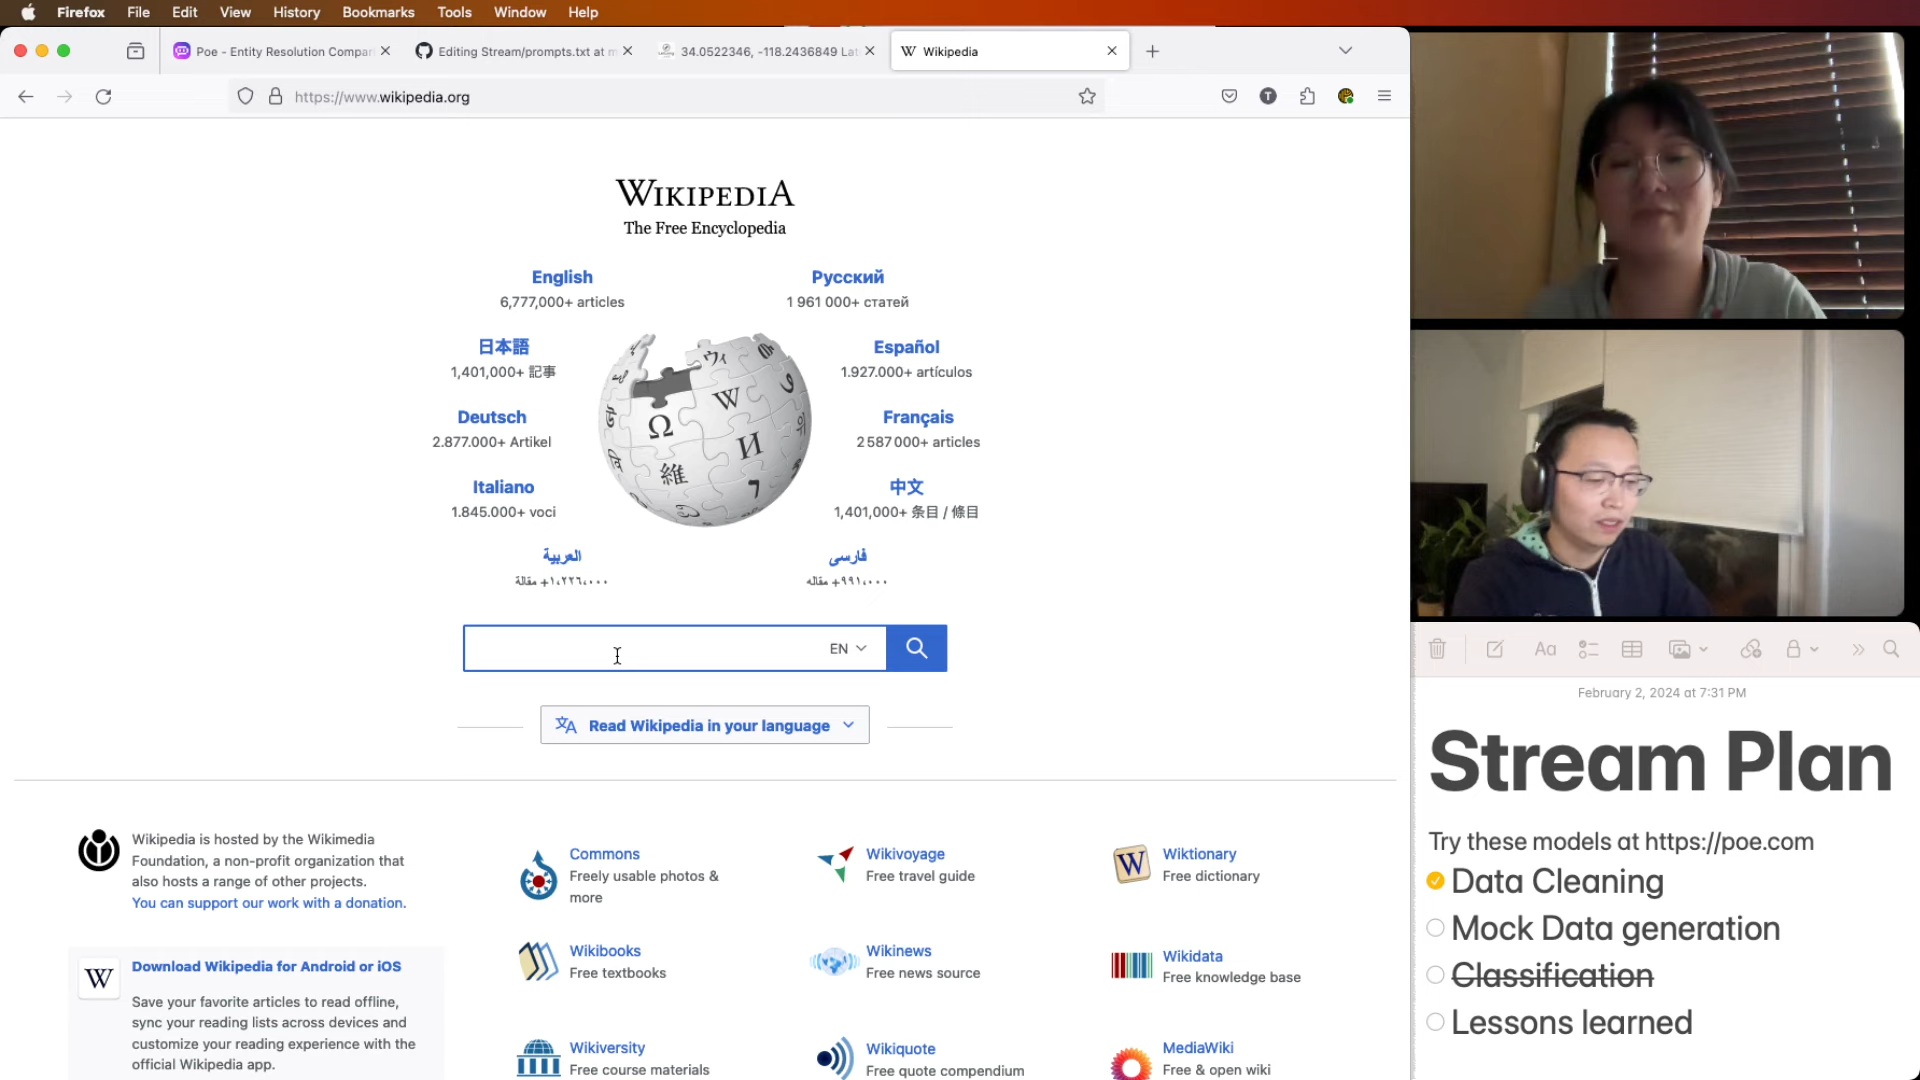 Firefox File Edit View History Bookmarks Tools Window Help
Poe - Entity Resolution Compar
Editing Stream/prompts.txt at m
34.0522346, -118.2436849 Lat
Wikipedia
https://www.wikipedia.org
WIKIPEDIA
The Free Encyclopedia
English
6,777,000+ articles
Русский
1 961 000+ статей
日本語
1,401,000+ 記事
Español
1.927.000+ artículos
Deutsch
2.877.000+ Artikel
Français
2 587 000+ articles
Italiano
1.845.000+ voci
中文
1,401,000+ 条目 / 條目
العربية
١٬٢٢٦٬٠٠٠+ مقالة
فارسی
۹۹۱٬۰۰۰+ مقاله
EN
Read Wikipedia in your language
Wikipedia is hosted by the Wikimedia
Foundation, a non-profit organization that
also hosts a range of other projects.
You can support our work with a donation.
Download Wikipedia for Android or iOS
Save your favorite articles to read offline,
sync your reading lists across devices and
customize your reading experience with the
official Wikipedia app.
Commons
Freely usable photos &
more
Wikivoyage
Free travel guide
Wiktionary
Free dictionary
Wikibooks
Free textbooks
Wikinews
Free news source
Wikidata
Free knowledge base
Wikiversity
Free course materials
Wikiquote
Free quote compendium
MediaWiki
Free & open wiki
February 2, 2024 at 7:31 PM
Stream Plan
Try these models at https://poe.com
Data Cleaning
Mock Data generation
Classification
Lessons learned